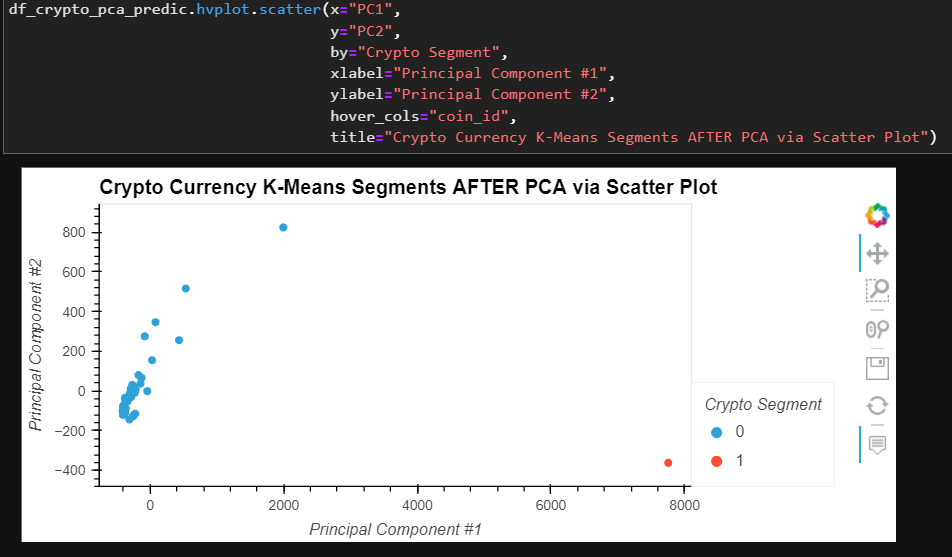 df_crypto_pca_predic.hvplot.scatter(x="PC1",
y="PC2",
by="Crypto Segment",
xlabel="Principal Component #1",
ylabel="Principal Component #2",
hover_cols="coin_id",
title="Crypto Currency K-Means Segments AFTER PCA via Scatter Plot")
Crypto Currency K-Means Segments AFTER PCA via Scatter Plot
Principal Component #2
800
600
400
200
0
−200
−400
0
2000
4000
6000
8000
Principal Component #1
Crypto Segment
0
1